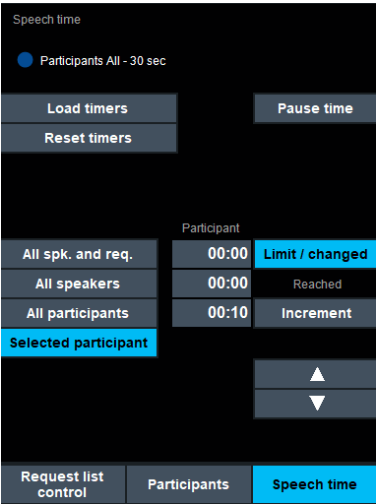 Speech time
Participants All - 30 sec
Load timers
Pause time
Reset timers
Participant
All spk. and req.
00:00
Limit / changed
All speakers
00:00
Reached
All participants
00:10
Increment
Selected participant
Request list
control
Participants
Speech time